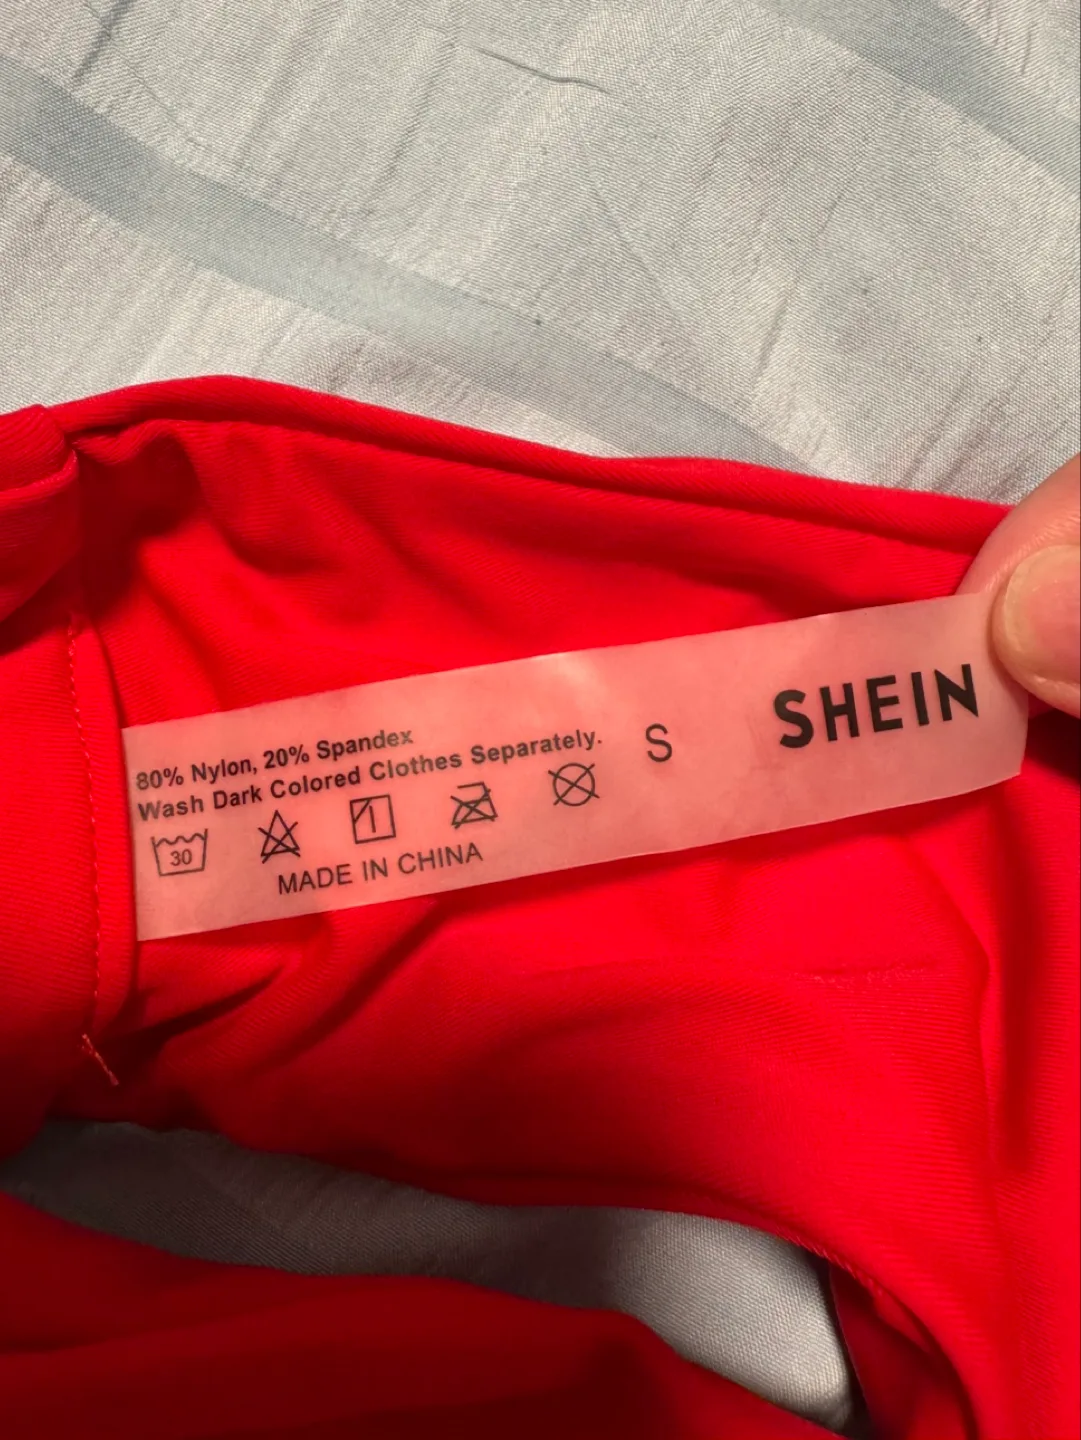 80% Nylon, 20% Spandex
Wash Dark Colored Clothes Separately.
30
MADE IN CHINA
S
SHEIN